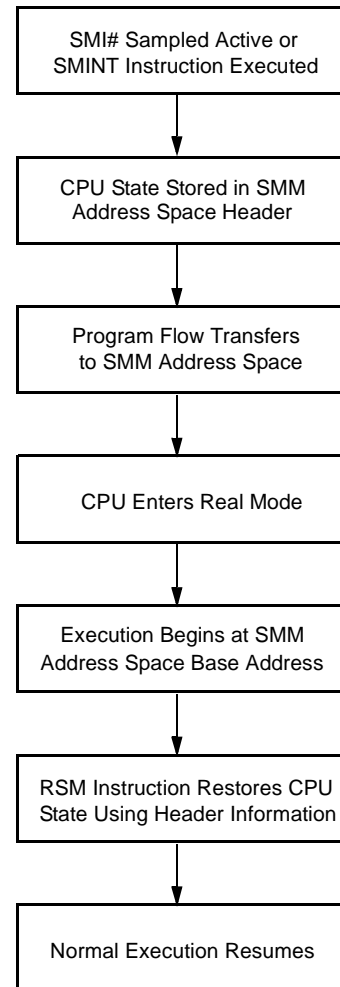 SMI# Sampled Active or
SMINT Instruction Executed
CPU State Stored in SMM
Address Space Header
Program Flow Transfers
to SMM Address Space
CPU Enters Real Mode
Execution Begins at SMM
Address Space Base Address
RSM Instruction Restores CPU
State Using Header Information
Normal Execution Resumes